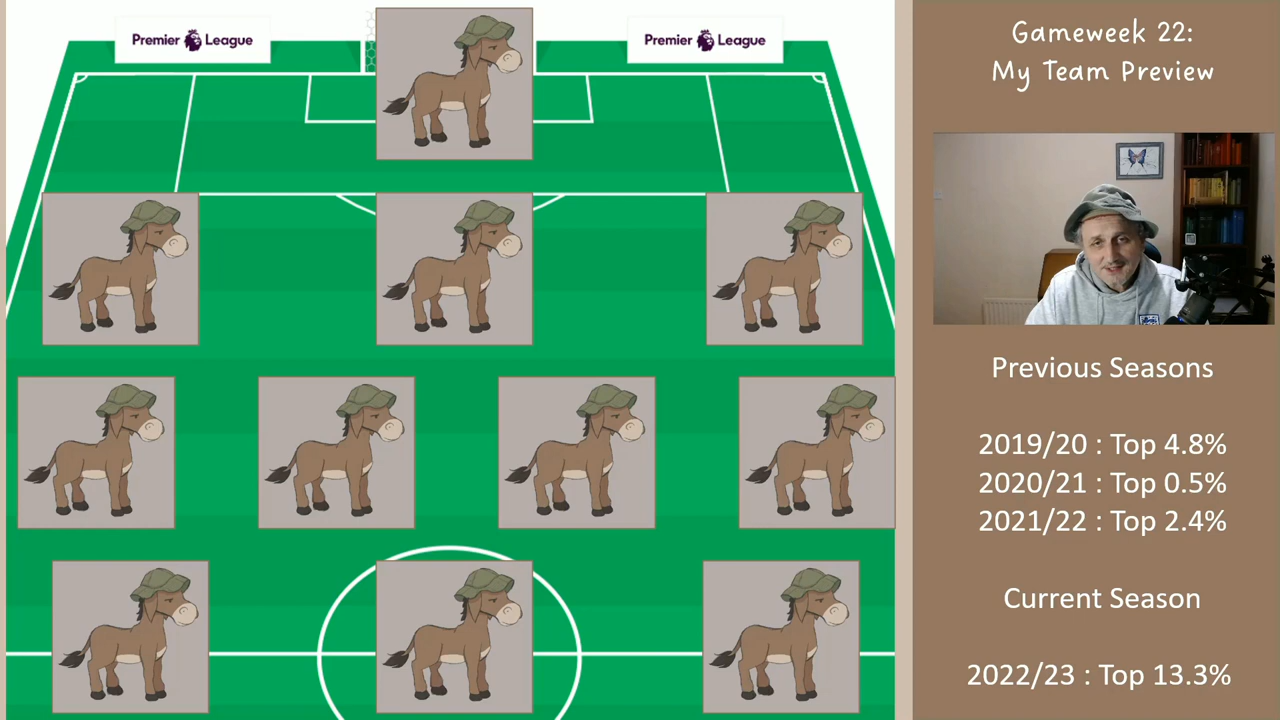 Premier League
Premier League
Gameweek 22:
My Team Preview
Previous Seasons
2019/20 : Top 4.8%
2020/21 : Top 0.5%
2021/22 : Top 2.4%
Current Season
2022/23 : Top 13.3%